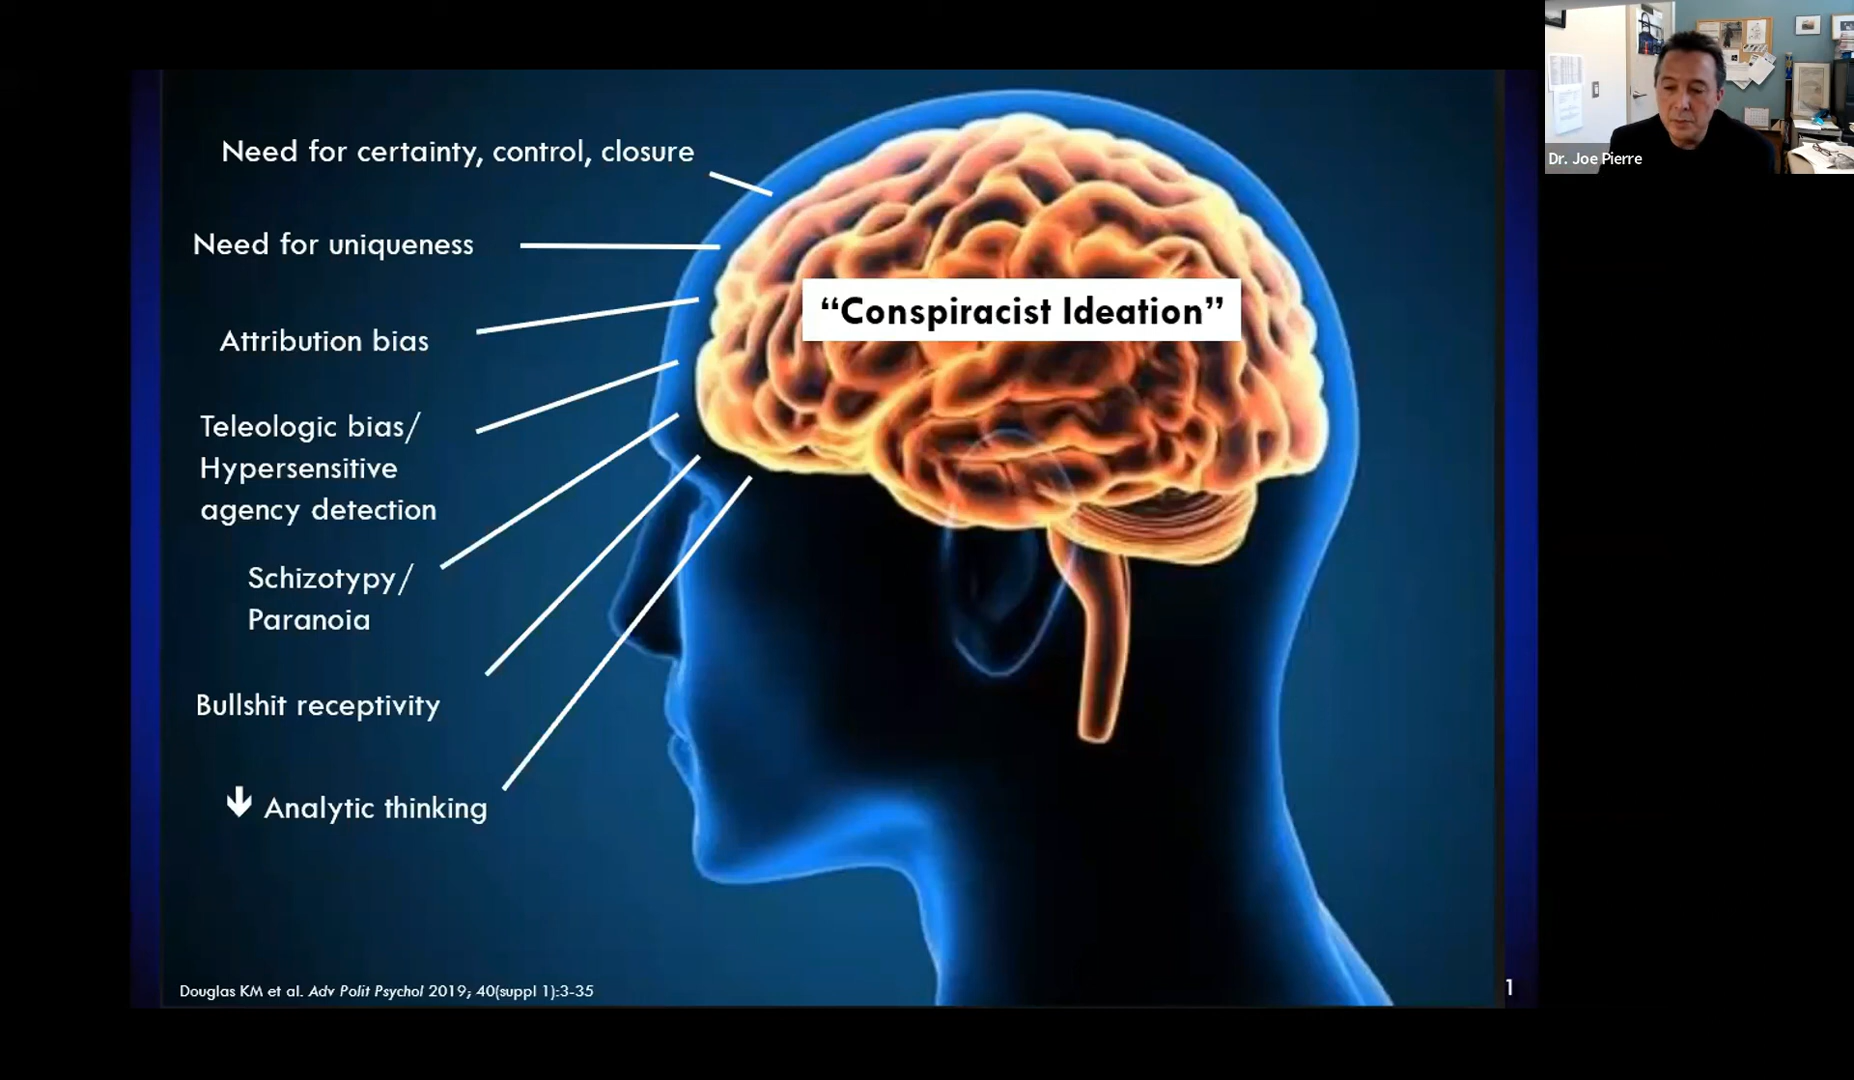 Need for certainty, control, closure
Need for uniqueness
Attribution bias
Teleologic bias/
Hypersensitive
agency detection
Schizotypy/
Paranoia
Bullshit receptivity
Analytic thinking
“Conspiracist Ideation”
Douglas KM et al. Adv Polit Psychol 2019; 40(suppl 1):3-35
1
Dr. Joe Pierre